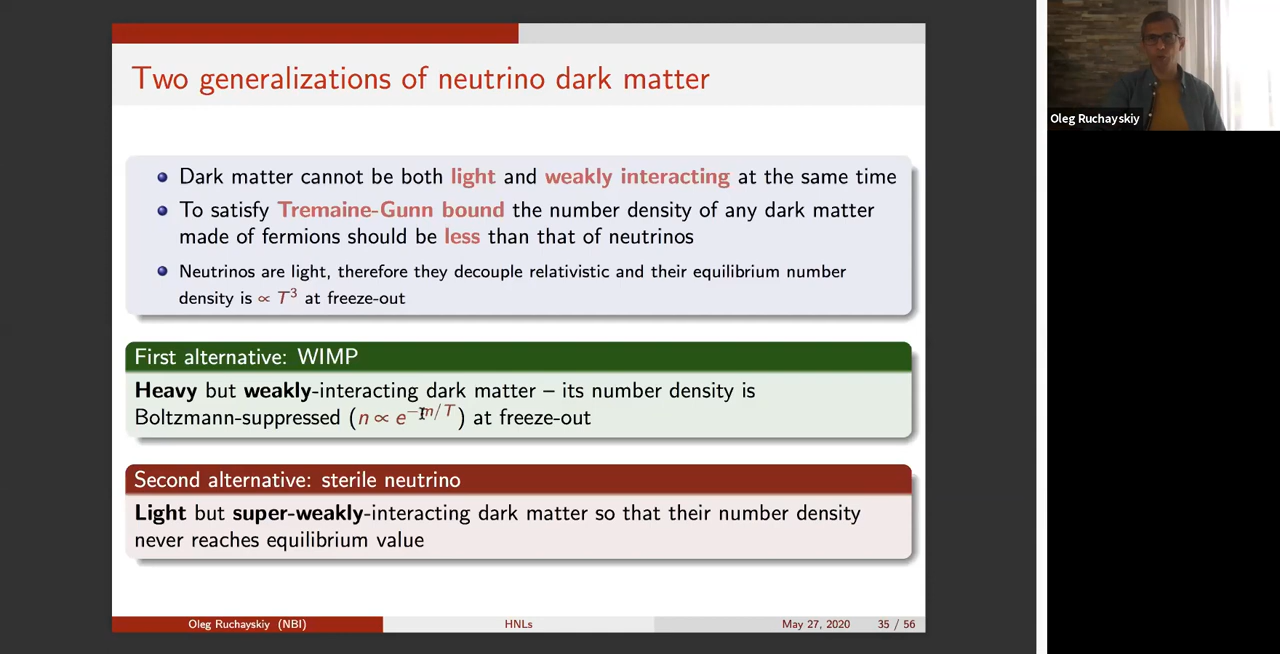 Two generalizations of neutrino dark matter
Dark matter cannot be both light and weakly interacting at the same time
To satisfy Tremaine-Gunn bound the number density of any dark matter
made of fermions should be less than that of neutrinos
Neutrinos are light, therefore they decouple relativistic and their equilibrium number
density is ∝ T³ at freeze-out
First alternative: WIMP
Heavy but weakly-interacting dark matter – its number density is
Boltzmann-suppressed (n ∝ e^{-m/T}) at freeze-out
Second alternative: sterile neutrino
Light but super-weakly-interacting dark matter so that their number density
never reaches equilibrium value
Oleg Ruchayskiy (NBI) HNLs May 27, 2020 35 / 56
Oleg Ruchayskiy